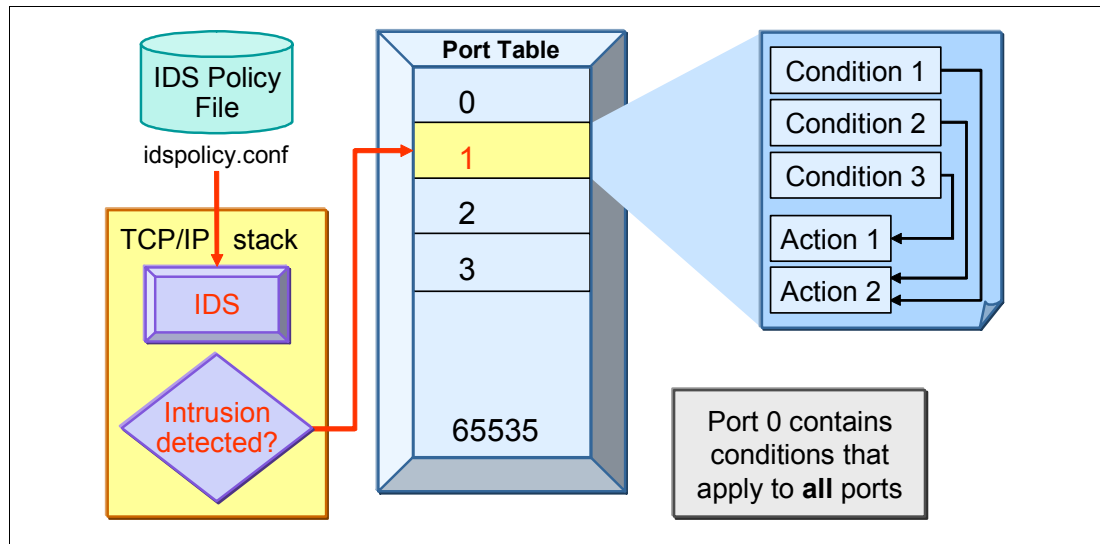 IDS Policy
File
idspolicy.conf
TCP/IP stack
IDS
Intrusion
detected?
Port Table
0
1
2
3
65535
Condition 1
Condition 2
Condition 3
Action 1
Action 2
Port 0 contains
conditions that
apply to all ports